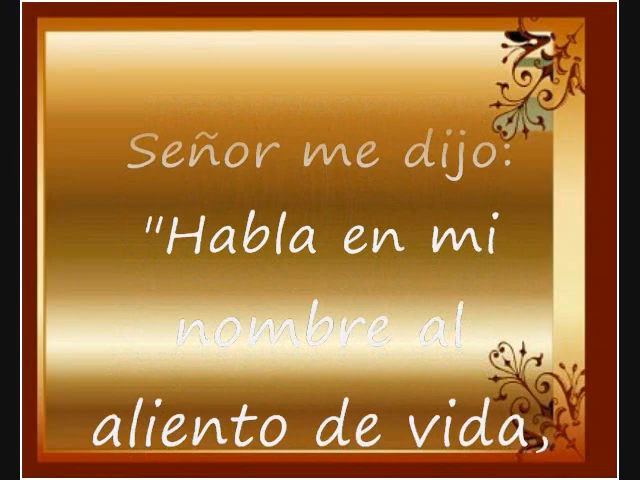 Señor me dijo:
"Habla en mi
nombre al
aliento de vida,